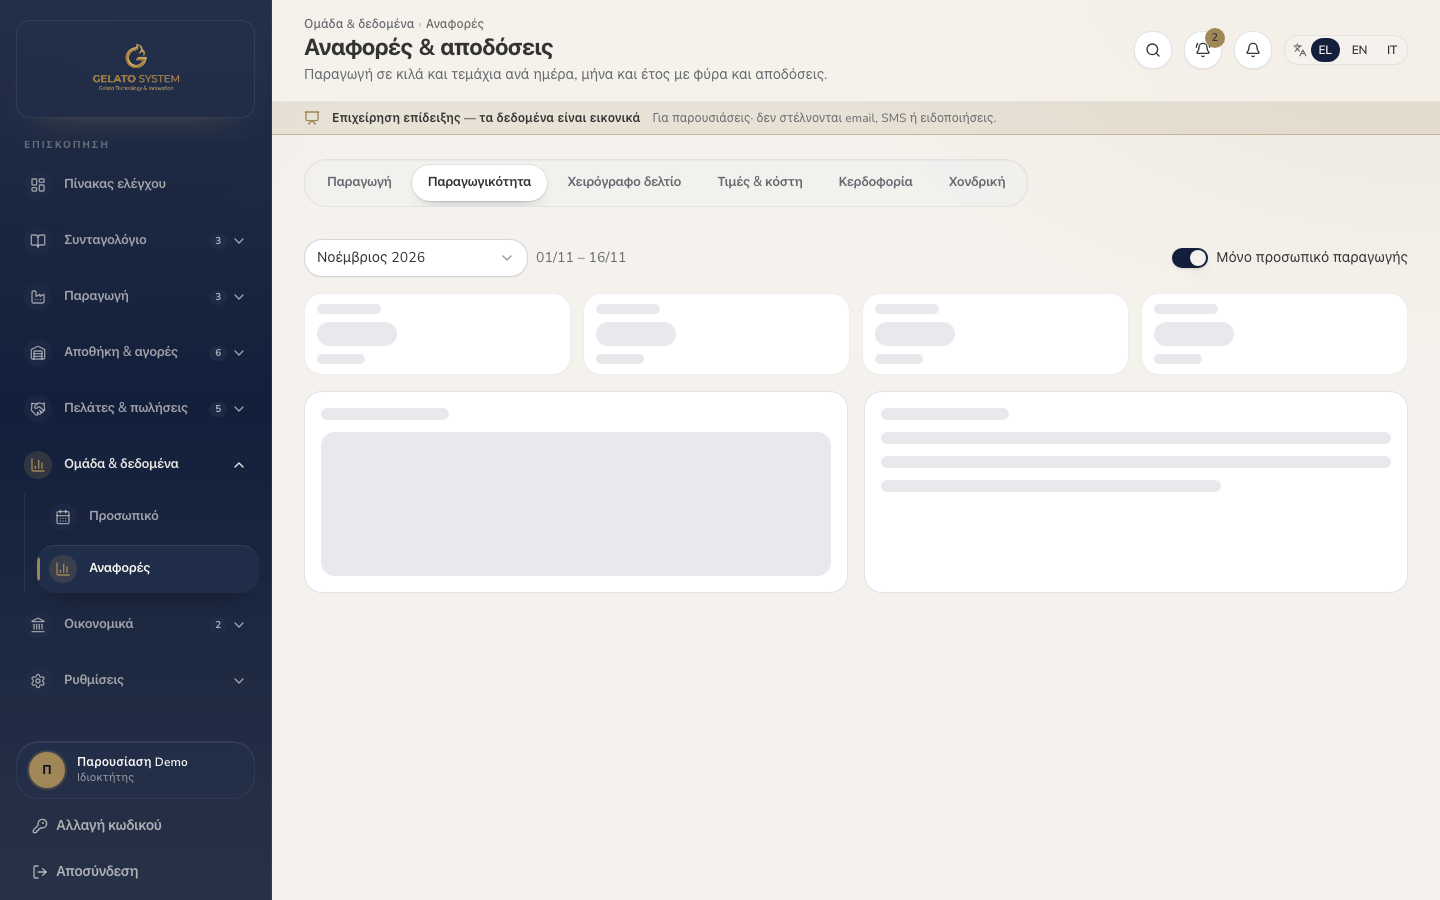 GELATO SYSTEM
Gelato Technology & Innovation
ΕΠΙΣΚΟΠΗΣΗ
Πίνακας ελέγχου
Συνταγολόγιο 3
Παραγωγή 3
Αποθήκη & αγορές 6
Πελάτες & πωλήσεις 5
Ομάδα & δεδομένα
Προσωπικό
Αναφορές
Οικονομικά 2
Ρυθμίσεις
Π
Παρουσίαση Demo
Ιδιοκτήτης
Αλλαγή κωδικού
Αποσύνδεση
Ομάδα & δεδομένα › Αναφορές
Αναφορές & αποδόσεις
Παραγωγή σε κιλά και τεμάχια ανά ημέρα, μήνα και έτος με φύρα και αποδόσεις.
2
EL EN IT
Επιχείρηση επίδειξης — τα δεδομένα είναι εικονικά Για παρουσιάσεις· δεν στέλνονται email, SMS ή ειδοποιήσεις.
Παραγωγή Παραγωγικότητα Χειρόγραφο δελτίο Τιμές & κόστη Κερδοφορία Χονδρική
Νοέμβριος 2026 01/11 – 16/11
Μόνο προσωπικό παραγωγής